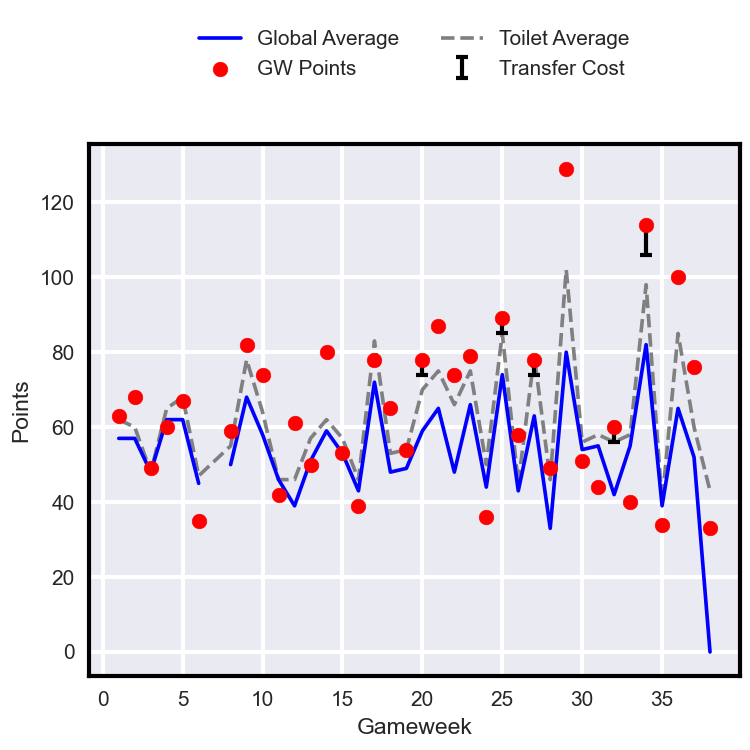 Global Average
Toilet Average
GW Points
Transfer Cost
120
100
80
60
40
20
0
Points
0 5 10 15 20 25 30 35
Gameweek